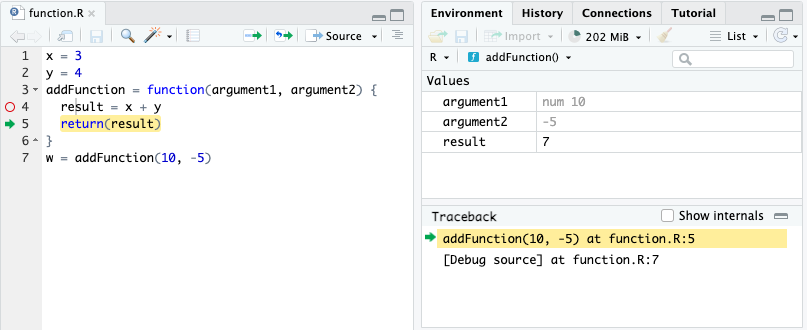 function.R
Source
1 x = 3
2 y = 4
3 addFunction = function(argument1, argument2) {
4 result = x + y
5 return(result)
6 }
7 w = addFunction(10, -5)
Environment History Connections Tutorial
Import 202 MiB List
R addFunction()
Values
argument1 num 10
argument2 -5
result 7
Traceback Show internals
addFunction(10, -5) at function.R:5
[Debug source] at function.R:7